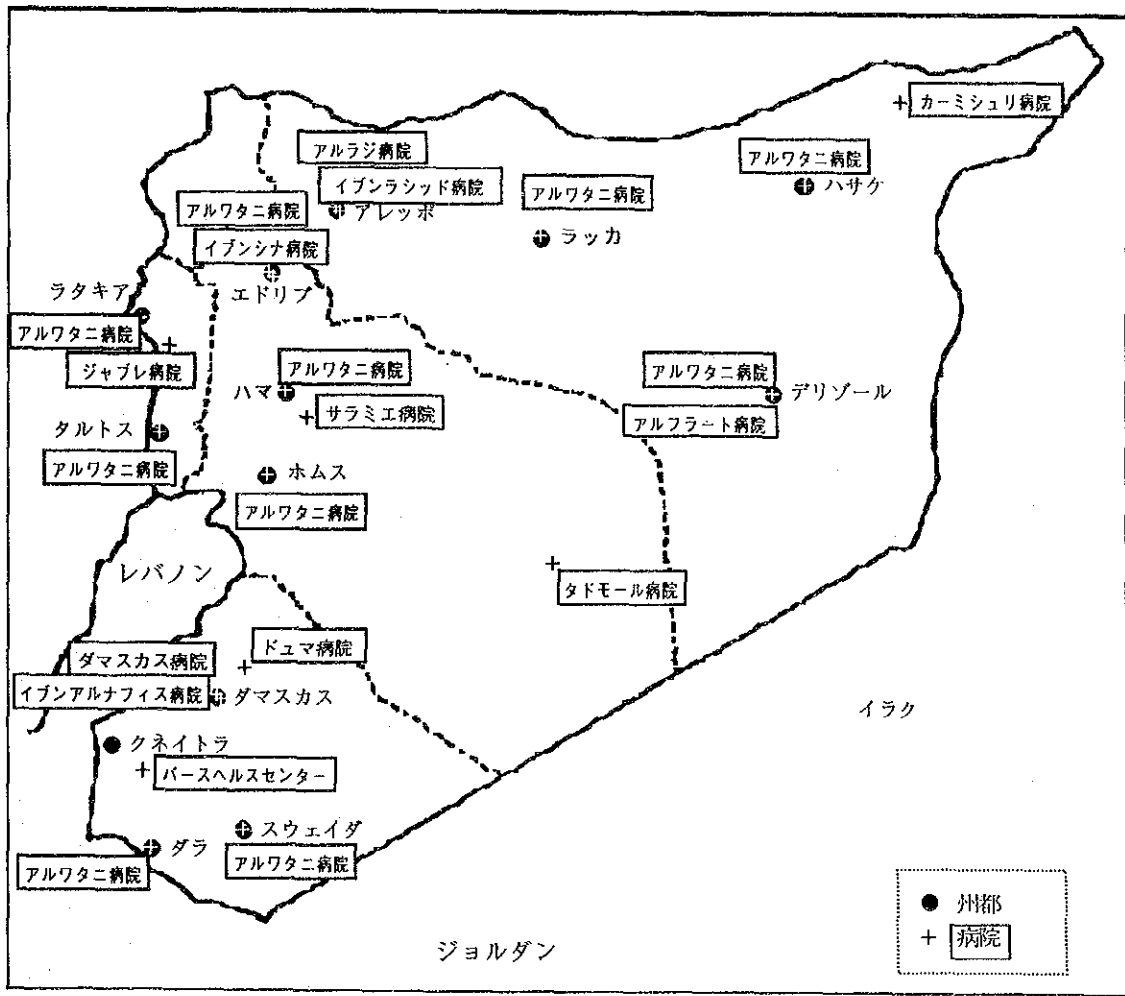 カーミシュリ病院
アルラジ病院
アルワタニ病院
イブンラシッド病院
アルワタニ病院
ハサケ
アルワタニ病院
アレッポ
イブンシナ病院
ラッカ
ラタキア
エドリブ
アルワタニ病院
ジャブレ病院
アルワタニ病院
アルワタニ病院
ハマ
デリゾール
サラミエ病院
アルフラート病院
タルトス
アルワタニ病院
ホムス
アルワタニ病院
レバノン
タドモール病院
ドュマ病院
ダマスカス病院
イブンアルナフィス病院
ダマスカス
イラク
クネイトラ
バースヘルスセンター
スウェイダ
ダラ
アルワタニ病院
アルワタニ病院
州都
病院
ジョルダン